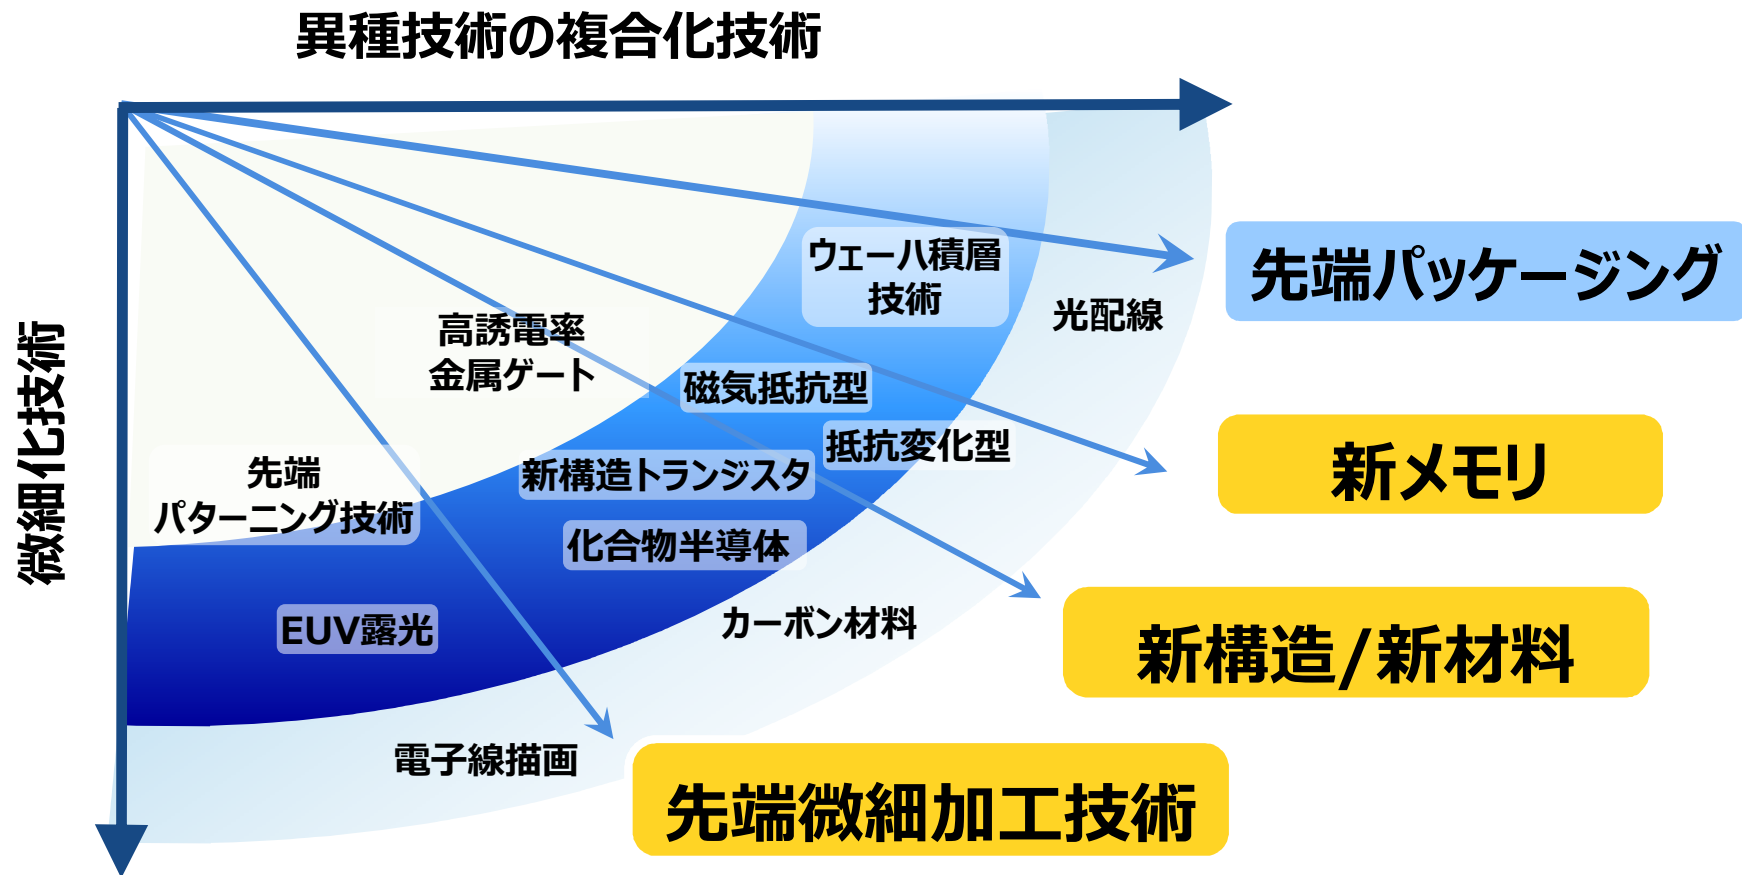 異種技術の複合化技術
微細化技術
ウェーハ積層
技術
先端パッケージング
光配線
高誘電率
金属ゲート
磁気抵抗型
抵抗変化型
新メモリ
先端
パターニング技術
新構造トランジスタ
化合物半導体
EUV露光
カーボン材料
新構造/新材料
電子線描画
先端微細加工技術